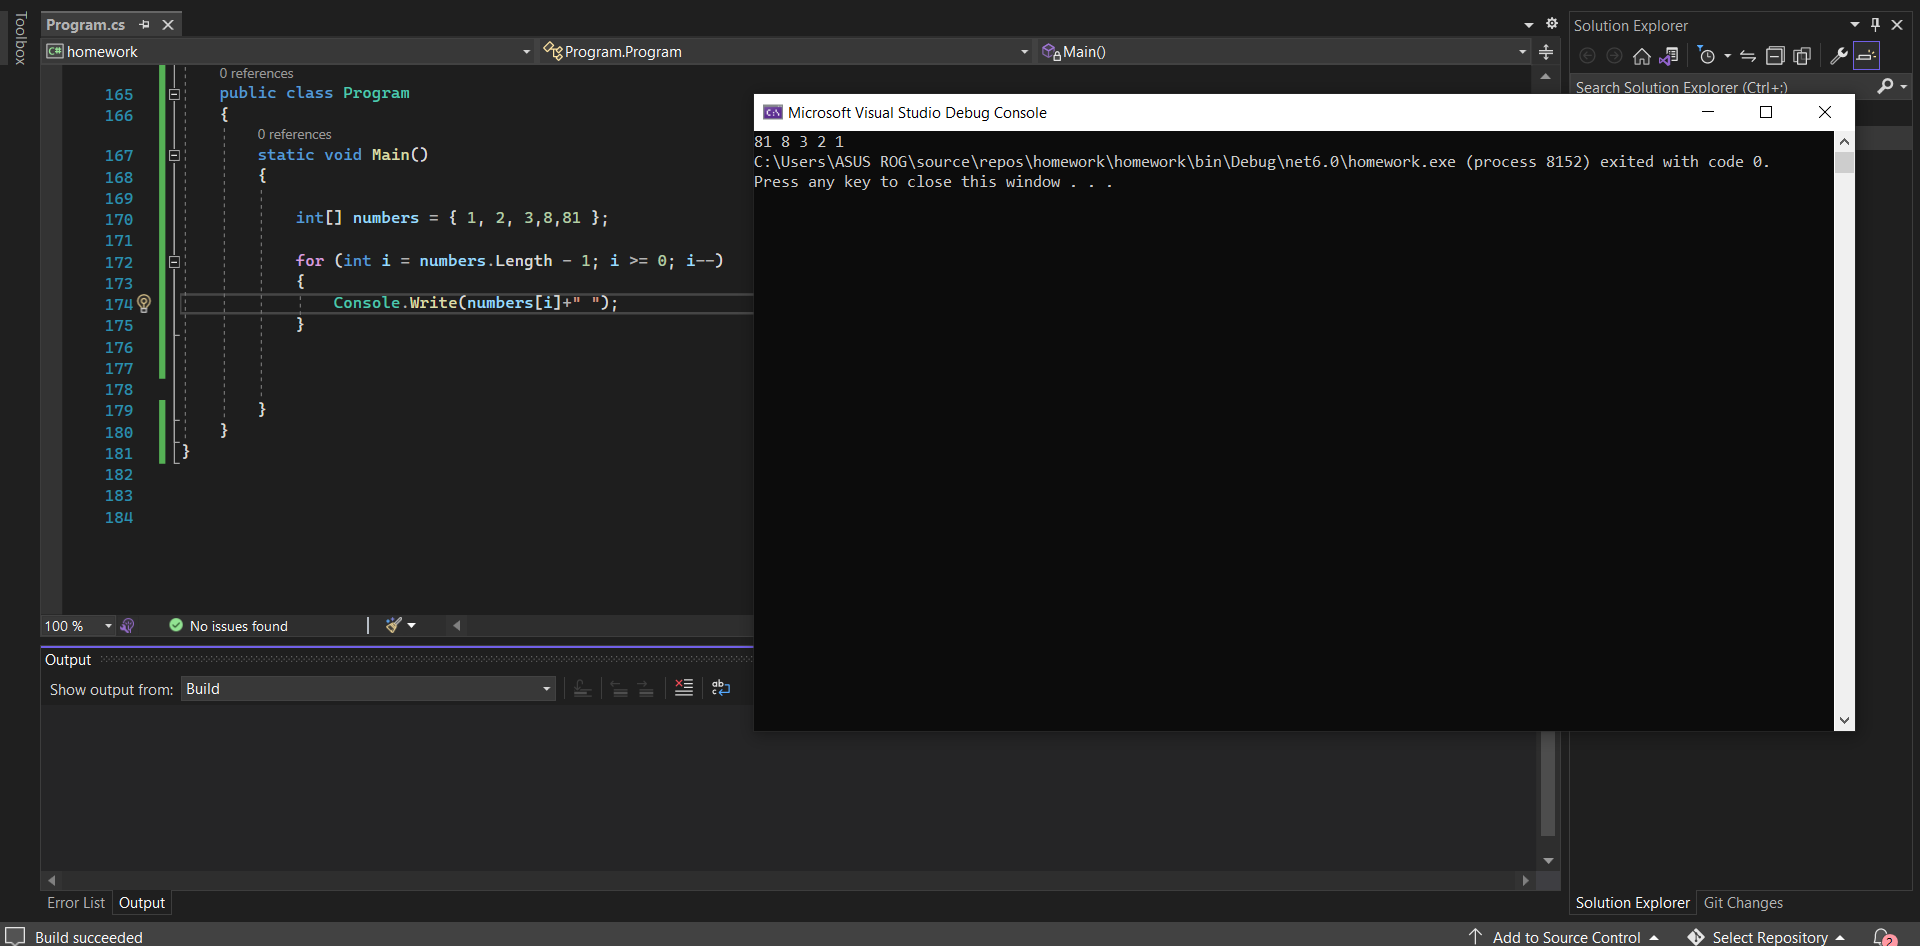 Toolbox
Program.cs
homework
Program.Program
Main()
0 references
165 public class Program
166 {
0 references
167 static void Main()
168 {
169
170 int[] numbers = { 1, 2, 3,8,81 };
171
172 for (int i = numbers.Length - 1; i >= 0; i--)
173 {
174 Console.Write(numbers[i]+" ");
175 }
176
177
178
179 }
180 }
181 }
182
183
184
100 %
No issues found
Output
Show output from: Build
Error List
Output
Build succeeded
Microsoft Visual Studio Debug Console
81 8 3 2 1
C:\Users\ASUS ROG\source\repos\homework\homework\bin\Debug\net6.0\homework.exe (process 8152) exited with code 0.
Press any key to close this window . . .
Solution Explorer
Search Solution Explorer (Ctrl+;)
Solution Explorer
Git Changes
Add to Source Control
Select Repository
2